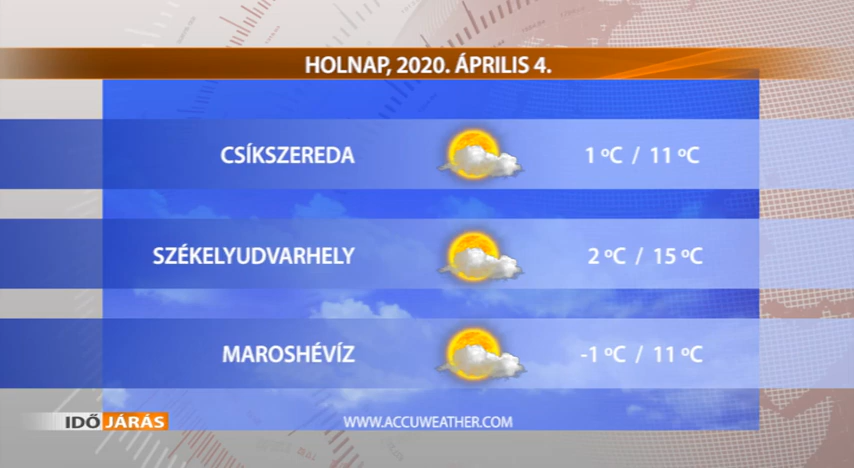 HOLNAP, 2020. ÁPRILIS 4.
CSÍKSZEREDA 1 ºC / 11 ºC
SZÉKELYUDVARHELY 2 ºC / 15 ºC
MAROSHÉVÍZ -1 ºC / 11 ºC
IDŐJÁRÁS WWW.ACCUWEATHER.COM